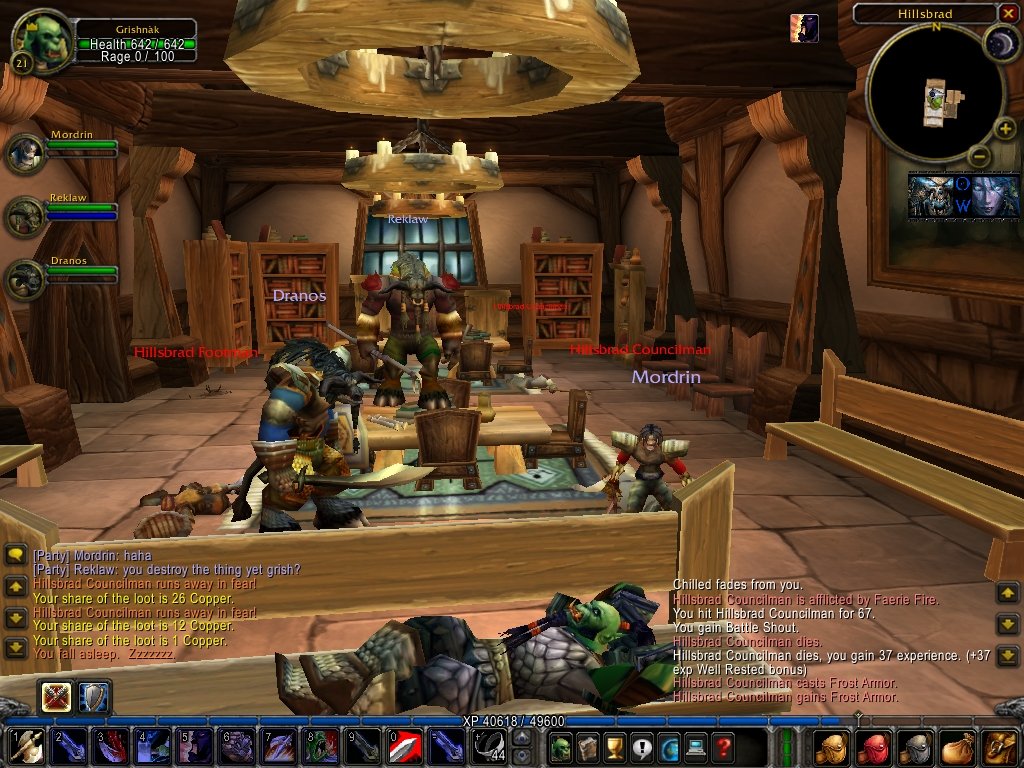 Grishnàk
Health 642 / 642
Rage 0 / 100
21
Hillsbrad
N
Mordrin
Reklaw
Dranos
Reklaw
Dranos
Hillsbrad Footman
Hillsbrad Councilman
Mordrin
[Party] Mordrin: haha
[Party] Reklaw: you destroy the thing yet grish?
Hillsbrad Councilman runs away in fear!
Your share of the loot is 26 Copper.
Hillsbrad Councilman runs away in fear!
Your share of the loot is 12 Copper.
Your share of the loot is 1 Copper.
You fall asleep. Zzzzzzz.
Chilled fades from you.
Hillsbrad Councilman is afflicted by Faerie Fire.
You hit Hillsbrad Councilman for 67.
You gain Battle Shout.
Hillsbrad Councilman dies.
Hillsbrad Councilman dies, you gain 37 experience. (+37
exp Well Rested bonus)
Hillsbrad Councilman casts Frost Armor.
Hillsbrad Councilman gains Frost Armor.
XP 40618 / 49600
1 2 3 4 5 6 7 8 9 0 - 44